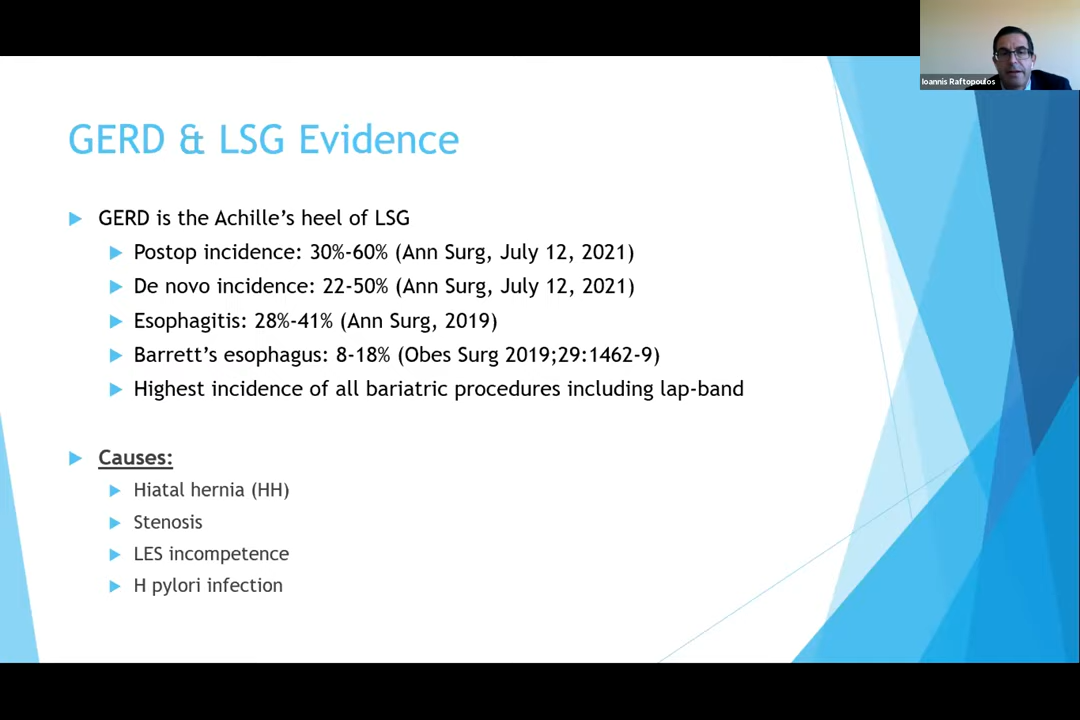 Ioannis Raftopoulos
GERD & LSG Evidence
GERD is the Achille’s heel of LSG
Postop incidence: 30%-60% (Ann Surg, July 12, 2021)
De novo incidence: 22-50% (Ann Surg, July 12, 2021)
Esophagitis: 28%-41% (Ann Surg, 2019)
Barrett’s esophagus: 8-18% (Obes Surg 2019;29:1462-9)
Highest incidence of all bariatric procedures including lap-band
Causes:
Hiatal hernia (HH)
Stenosis
LES incompetence
H pylori infection